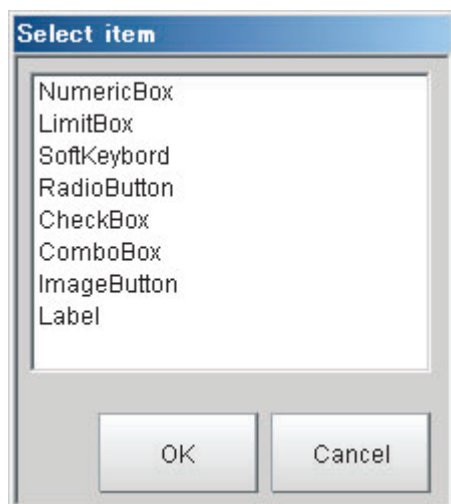 Select item
NumericBox
LimitBox
SoftKeybord
RadioButton
CheckBox
ComboBox
ImageButton
Label
OK
Cancel